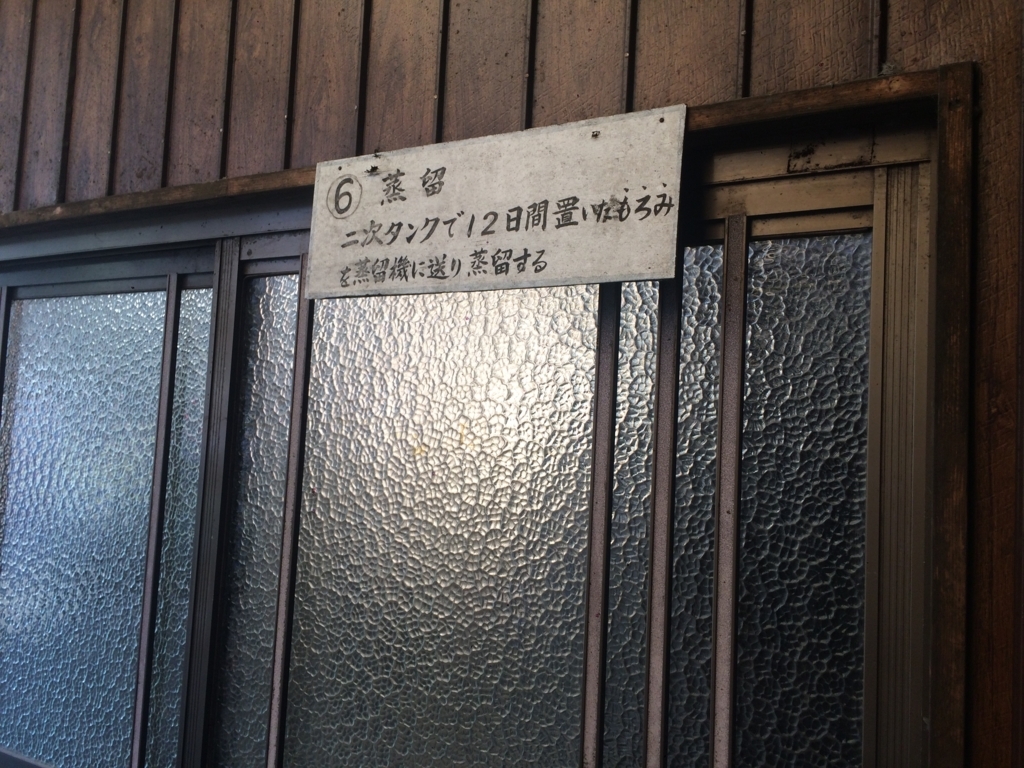 ⑥ 蒸留
二次タンクで12日間置いたもろみ
を蒸留機に送り蒸留する